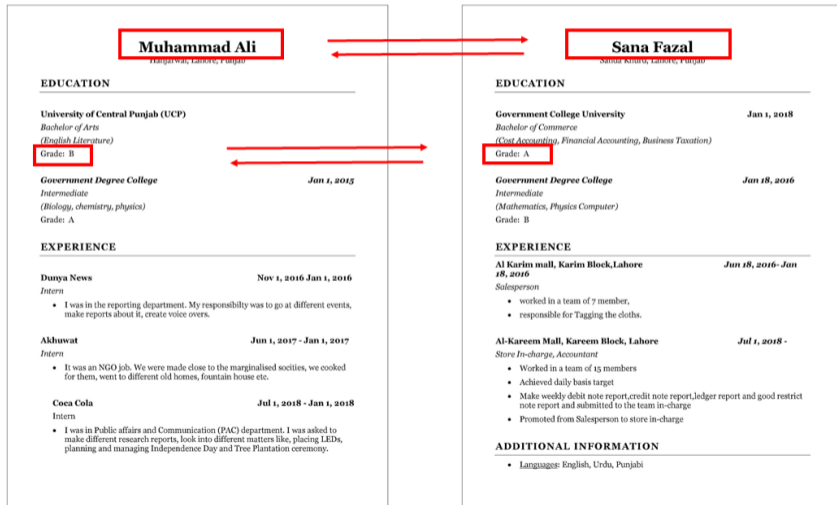 Muhammad Ali
Hanjarwal, Lahore, Punjab
EDUCATION
University of Central Punjab (UCP)
Bachelor of Arts
(English Literature)
Grade: B
Government Degree College Jan 1, 2015
Intermediate
(Biology, chemistry, physics)
Grade: A
EXPERIENCE
Dunya News Nov 1, 2016 Jan 1, 2016
Intern
• I was in the reporting department. My responsibilty was to go at different events,
make reports about it, create voice overs.
Akhuwat Jun 1, 2017 - Jan 1, 2017
Intern
• It was an NGO job. We were made close to the marginalised socities, we cooked
for them, went to different old homes, fountain house etc.
Coca Cola Jul 1, 2018 - Jan 1, 2018
Intern
• I was in Public affairs and Communication (PAC) department. I was asked to
make different research reports, look into different matters like, placing LEDs,
planning and managing Independence Day and Tree Plantation ceremony.
Sana Fazal
Sanda Khurd, Lahore, Punjab
EDUCATION
Government College University Jan 1, 2018
Bachelor of Commerce
(Cost Accounting, Financial Accounting, Business Taxation)
Grade: A
Government Degree College Jan 18, 2016
Intermediate
(Mathematics, Physics Computer)
Grade: B
EXPERIENCE
Al Karim mall, Karim Block,Lahore Jun 18, 2016- Jan
18, 2016
Salesperson
• worked in a team of 7 member,
• responsible for Tagging the cloths.
Al-Kareem Mall, Kareem Block, Lahore Jul 1, 2018 -
Store In-charge, Accountant
• Worked in a team of 15 members
• Achieved daily basis target
• Make weekly debit note report,credit note report,ledger report and good restrict
note report and submitted to the team in-charge
• Promoted from Salesperson to store in-charge
ADDITIONAL INFORMATION
• Languages: English, Urdu, Punjabi